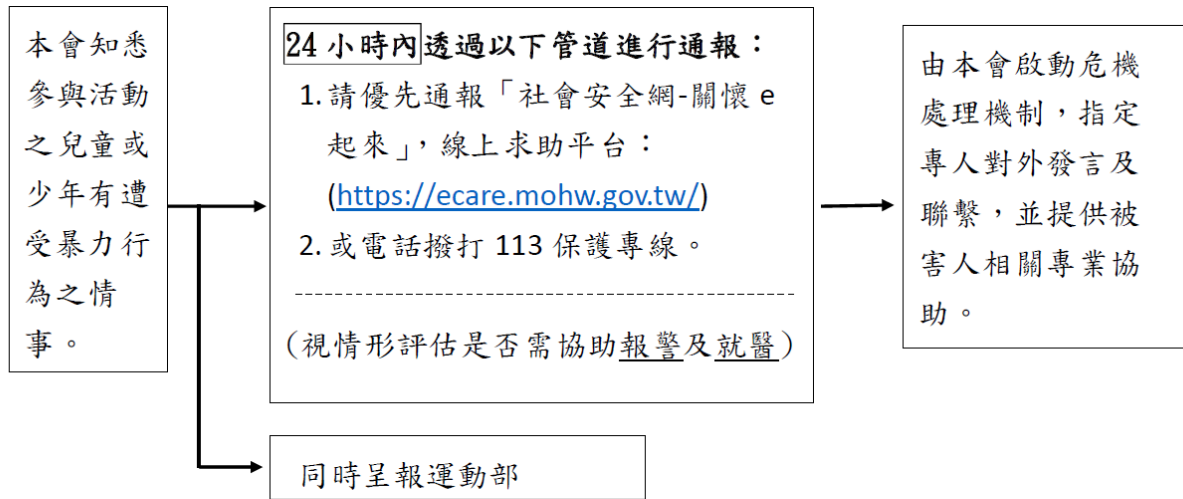 本會知悉
參與活動
之兒童或
少年有遭
受暴力行
為之情
事。
24 小時內透過以下管道進行通報：
1. 請優先通報「社會安全網-關懷 e
起來」，線上求助平台：
(https://ecare.mohw.gov.tw/)
2. 或電話撥打 113 保護專線。
（視情形評估是否需協助報警及就醫）
由本會啟動危機
處理機制，指定
專人對外發言及
聯繫，並提供被
害人相關專業協
助。
同時呈報運動部